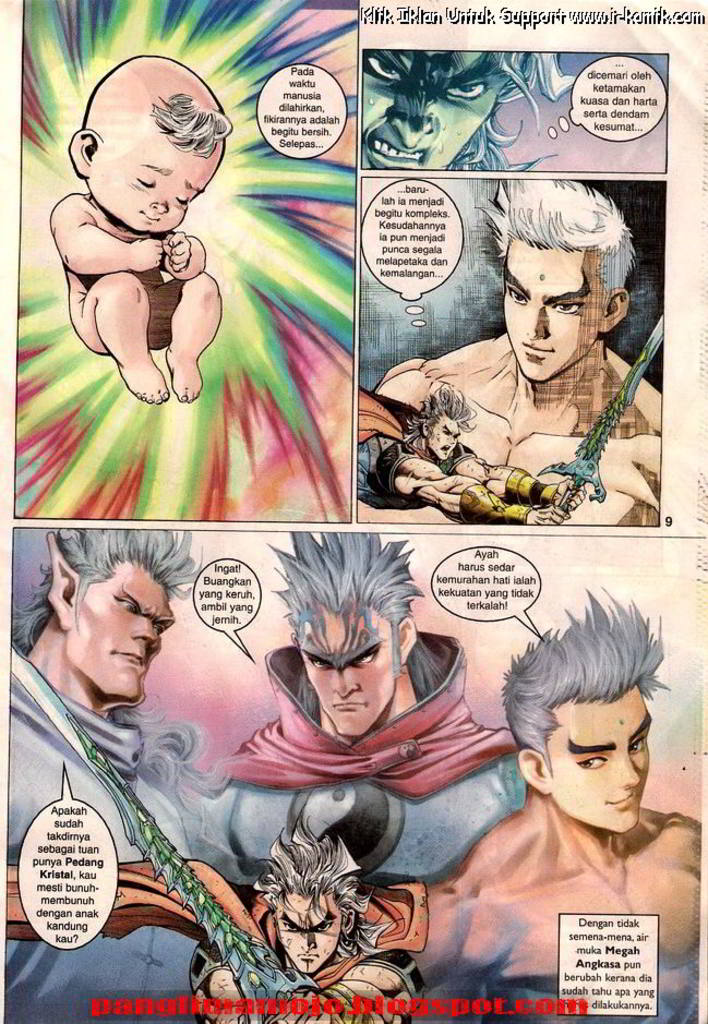 Klik Iklan Untuk Support www.ir-komik.com
Pada
waktu
manusia
dilahirkan,
fikirannya adalah
begitu bersih.
Selepas...
...
dicemari oleh
ketamakan
kuasa dan harta
serta dendam
kesumat...
...baru-
lah ia menjadi
begitu kompleks.
Kesudahannya
ia pun menjadi
punca segala
melapetaka dan
kemalangan...
9
Ingat!
Buangkan
yang keruh,
ambil yang
jernih...
Ayah
harus sedar
kemurahan hati ialah
kekuatan yang tidak
terkalah!
Apakah
sudah
takdirnya
sebagai tuan
punya Pedang
Kristal, kau
mesti bunuh-
membunuh
dengan anak
kandung
kau?
Dengan tidak
semena-mena, air
muka Megah
Angkasa pun
berubah kerana dia
sudah tahu apa yang
dilakukannya.
panglimamojo.blogspot.com